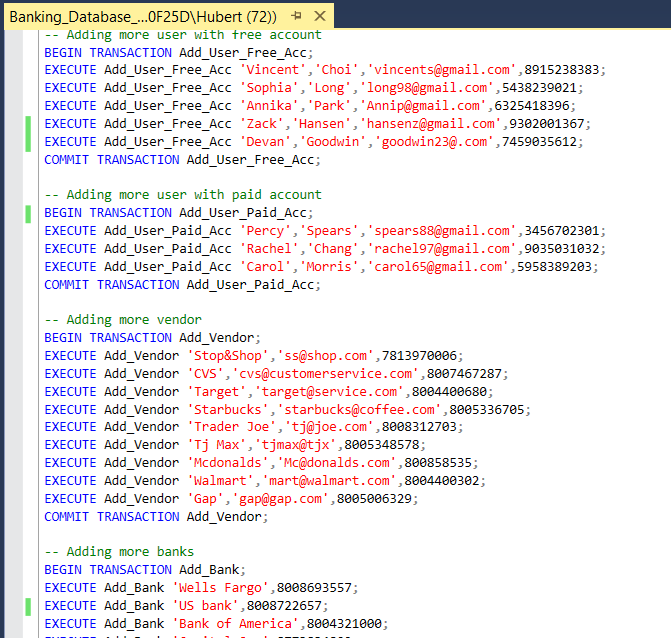 Banking_Database_...0F25D\Hubert (72))
-- Adding more user with free account
BEGIN TRANSACTION Add_User_Free_Acc;
EXECUTE Add_User_Free_Acc 'Vincent','Choi','vincents@gmail.com',8915238383;
EXECUTE Add_User_Free_Acc 'Sophia','Long','long98@gmail.com',5438239021;
EXECUTE Add_User_Free_Acc 'Annika','Park','Annip@gmail.com',6325418396;
EXECUTE Add_User_Free_Acc 'Zack','Hansen','hansenz@gmail.com',9302001367;
EXECUTE Add_User_Free_Acc 'Devan','Goodwin','goodwin23@.com',7459035612;
COMMIT TRANSACTION Add_User_Free_Acc;
-- Adding more user with paid account
BEGIN TRANSACTION Add_User_Paid_Acc;
EXECUTE Add_User_Paid_Acc 'Percy','Spears','spears88@gmail.com',3456702301;
EXECUTE Add_User_Paid_Acc 'Rachel','Chang','rachel97@gmail.com',9035031032;
EXECUTE Add_User_Paid_Acc 'Carol','Morris','carol65@gmail.com',5958389203;
COMMIT TRANSACTION Add_User_Paid_Acc;
-- Adding more vendor
BEGIN TRANSACTION Add_Vendor;
EXECUTE Add_Vendor 'Stop&Shop','ss@shop.com',7813970006;
EXECUTE Add_Vendor 'CVS','cvs@customerservice.com',8007467287;
EXECUTE Add_Vendor 'Target','target@service.com',8004400680;
EXECUTE Add_Vendor 'Starbucks','starbucks@coffee.com',8005336705;
EXECUTE Add_Vendor 'Trader Joe','tj@joe.com',8008312703;
EXECUTE Add_Vendor 'Tj Max','tjmax@tjx',8005348578;
EXECUTE Add_Vendor 'Mcdonalds','Mc@donalds.com',800858535;
EXECUTE Add_Vendor 'Walmart','mart@walmart.com',8004400302;
EXECUTE Add_Vendor 'Gap','gap@gap.com',8005006329;
COMMIT TRANSACTION Add_Vendor;
-- Adding more banks
BEGIN TRANSACTION Add_Bank;
EXECUTE Add_Bank 'Wells Fargo',8008693557;
EXECUTE Add_Bank 'US bank',8008722657;
EXECUTE Add_Bank 'Bank of America',8004321000;